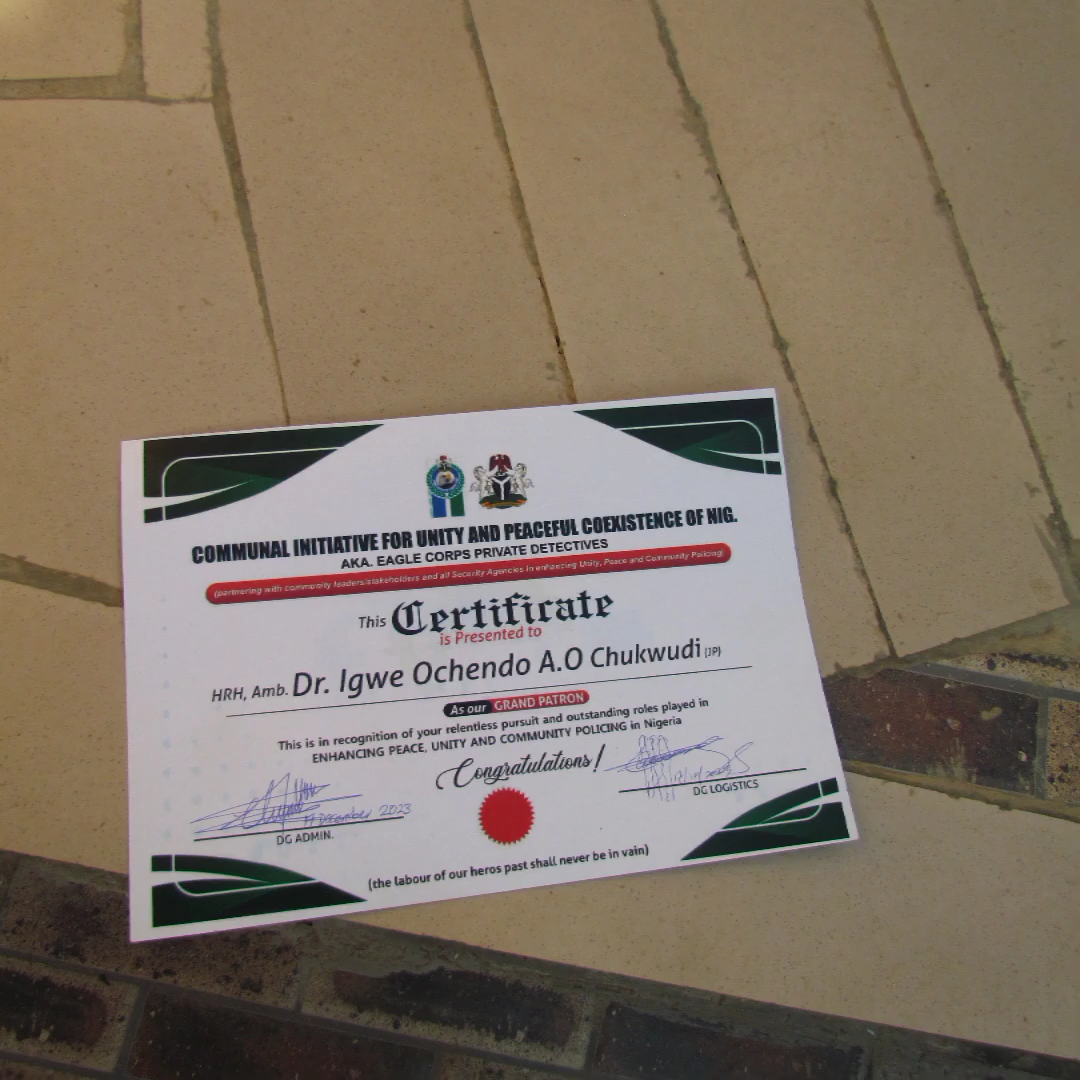 COMMUNAL INITIATIVE FOR UNITY AND PEACEFUL COEXISTENCE OF NIG.
AKA. EAGLE CORPS PRIVATE DETECTIVES
(partnering with community leaders/stakeholders and all Security Agencies in enhancing Unity, Peace and Community Policing)
This Certificate
is Presented to
HRH, Amb. Dr. Igwe Ochendo A.O Chukwudi (JP)
As our GRAND PATRON
This is in recognition of your relentless pursuit and outstanding roles played in
ENHANCING PEACE, UNITY AND COMMUNITY POLICING in Nigeria
Congratulations!
December 2023
DG ADMIN.
DG LOGISTICS
(the labour of our heros past shall never be in vain)